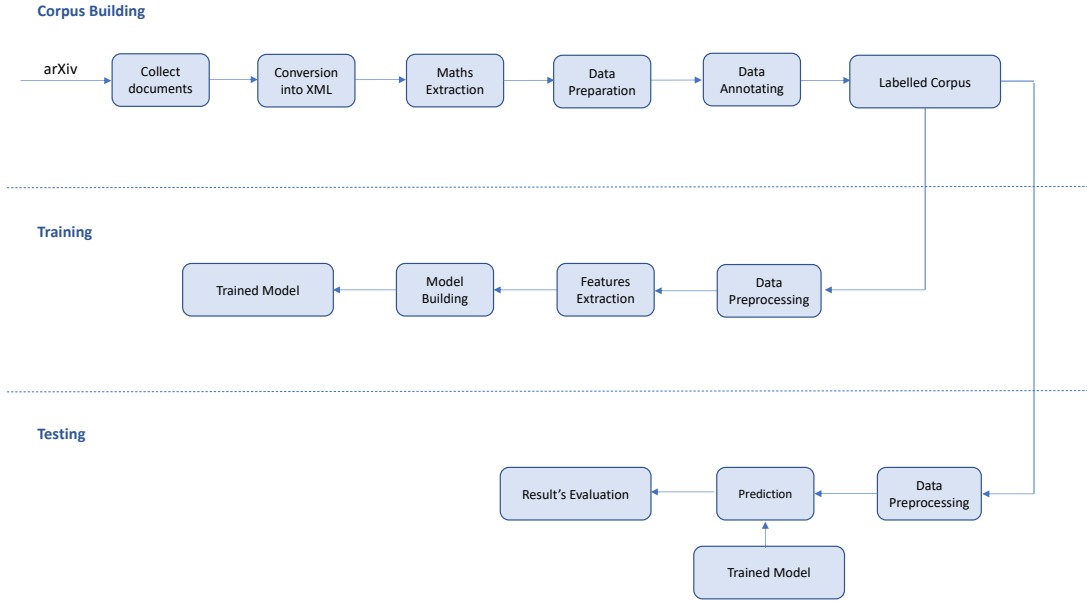 Corpus Building
arXiv
Collect
documents
Conversion
into XML
Maths
Extraction
Data
Preparation
Data
Annotating
Labelled Corpus
Training
Trained Model
Model
Building
Features
Extraction
Data
Preprocessing
Testing
Result’s Evaluation
Prediction
Data
Preprocessing
Trained Model